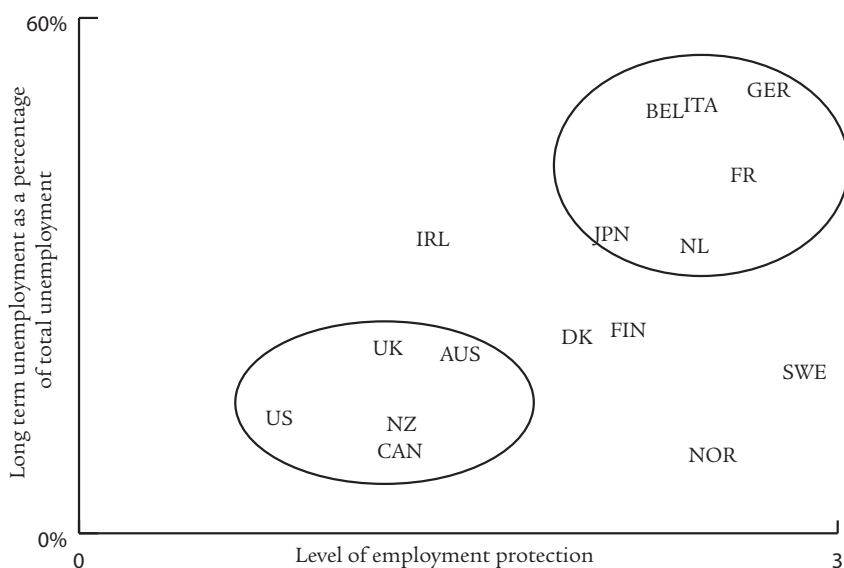 60%
Long term unemployment as a percentage
of total unemployment
GER
BEL ITA
FR
JPN
NL
IRL
DK
FIN
UK
AUS
SWE
US
NZ
CAN
NOR
0%
0
Level of employment protection
3